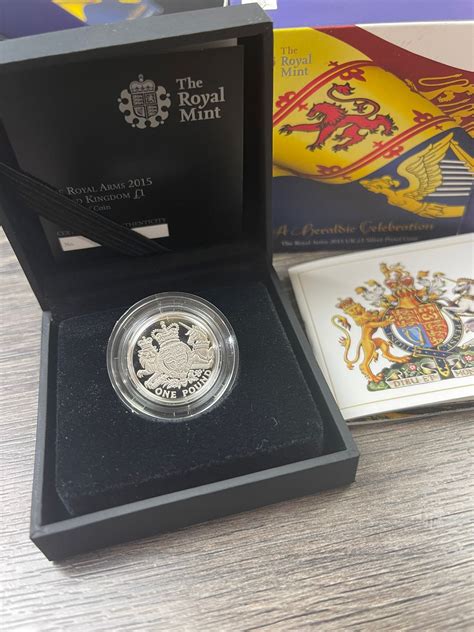 The
Royal
Mint
Royal Arms 2015
Kingdom £1
Coin
The
Royal
Mint
A Heraldic Celebration
The Royal Arms 2015 UK £1 Silver Proof Coin
DIEU ET
ONE POUND